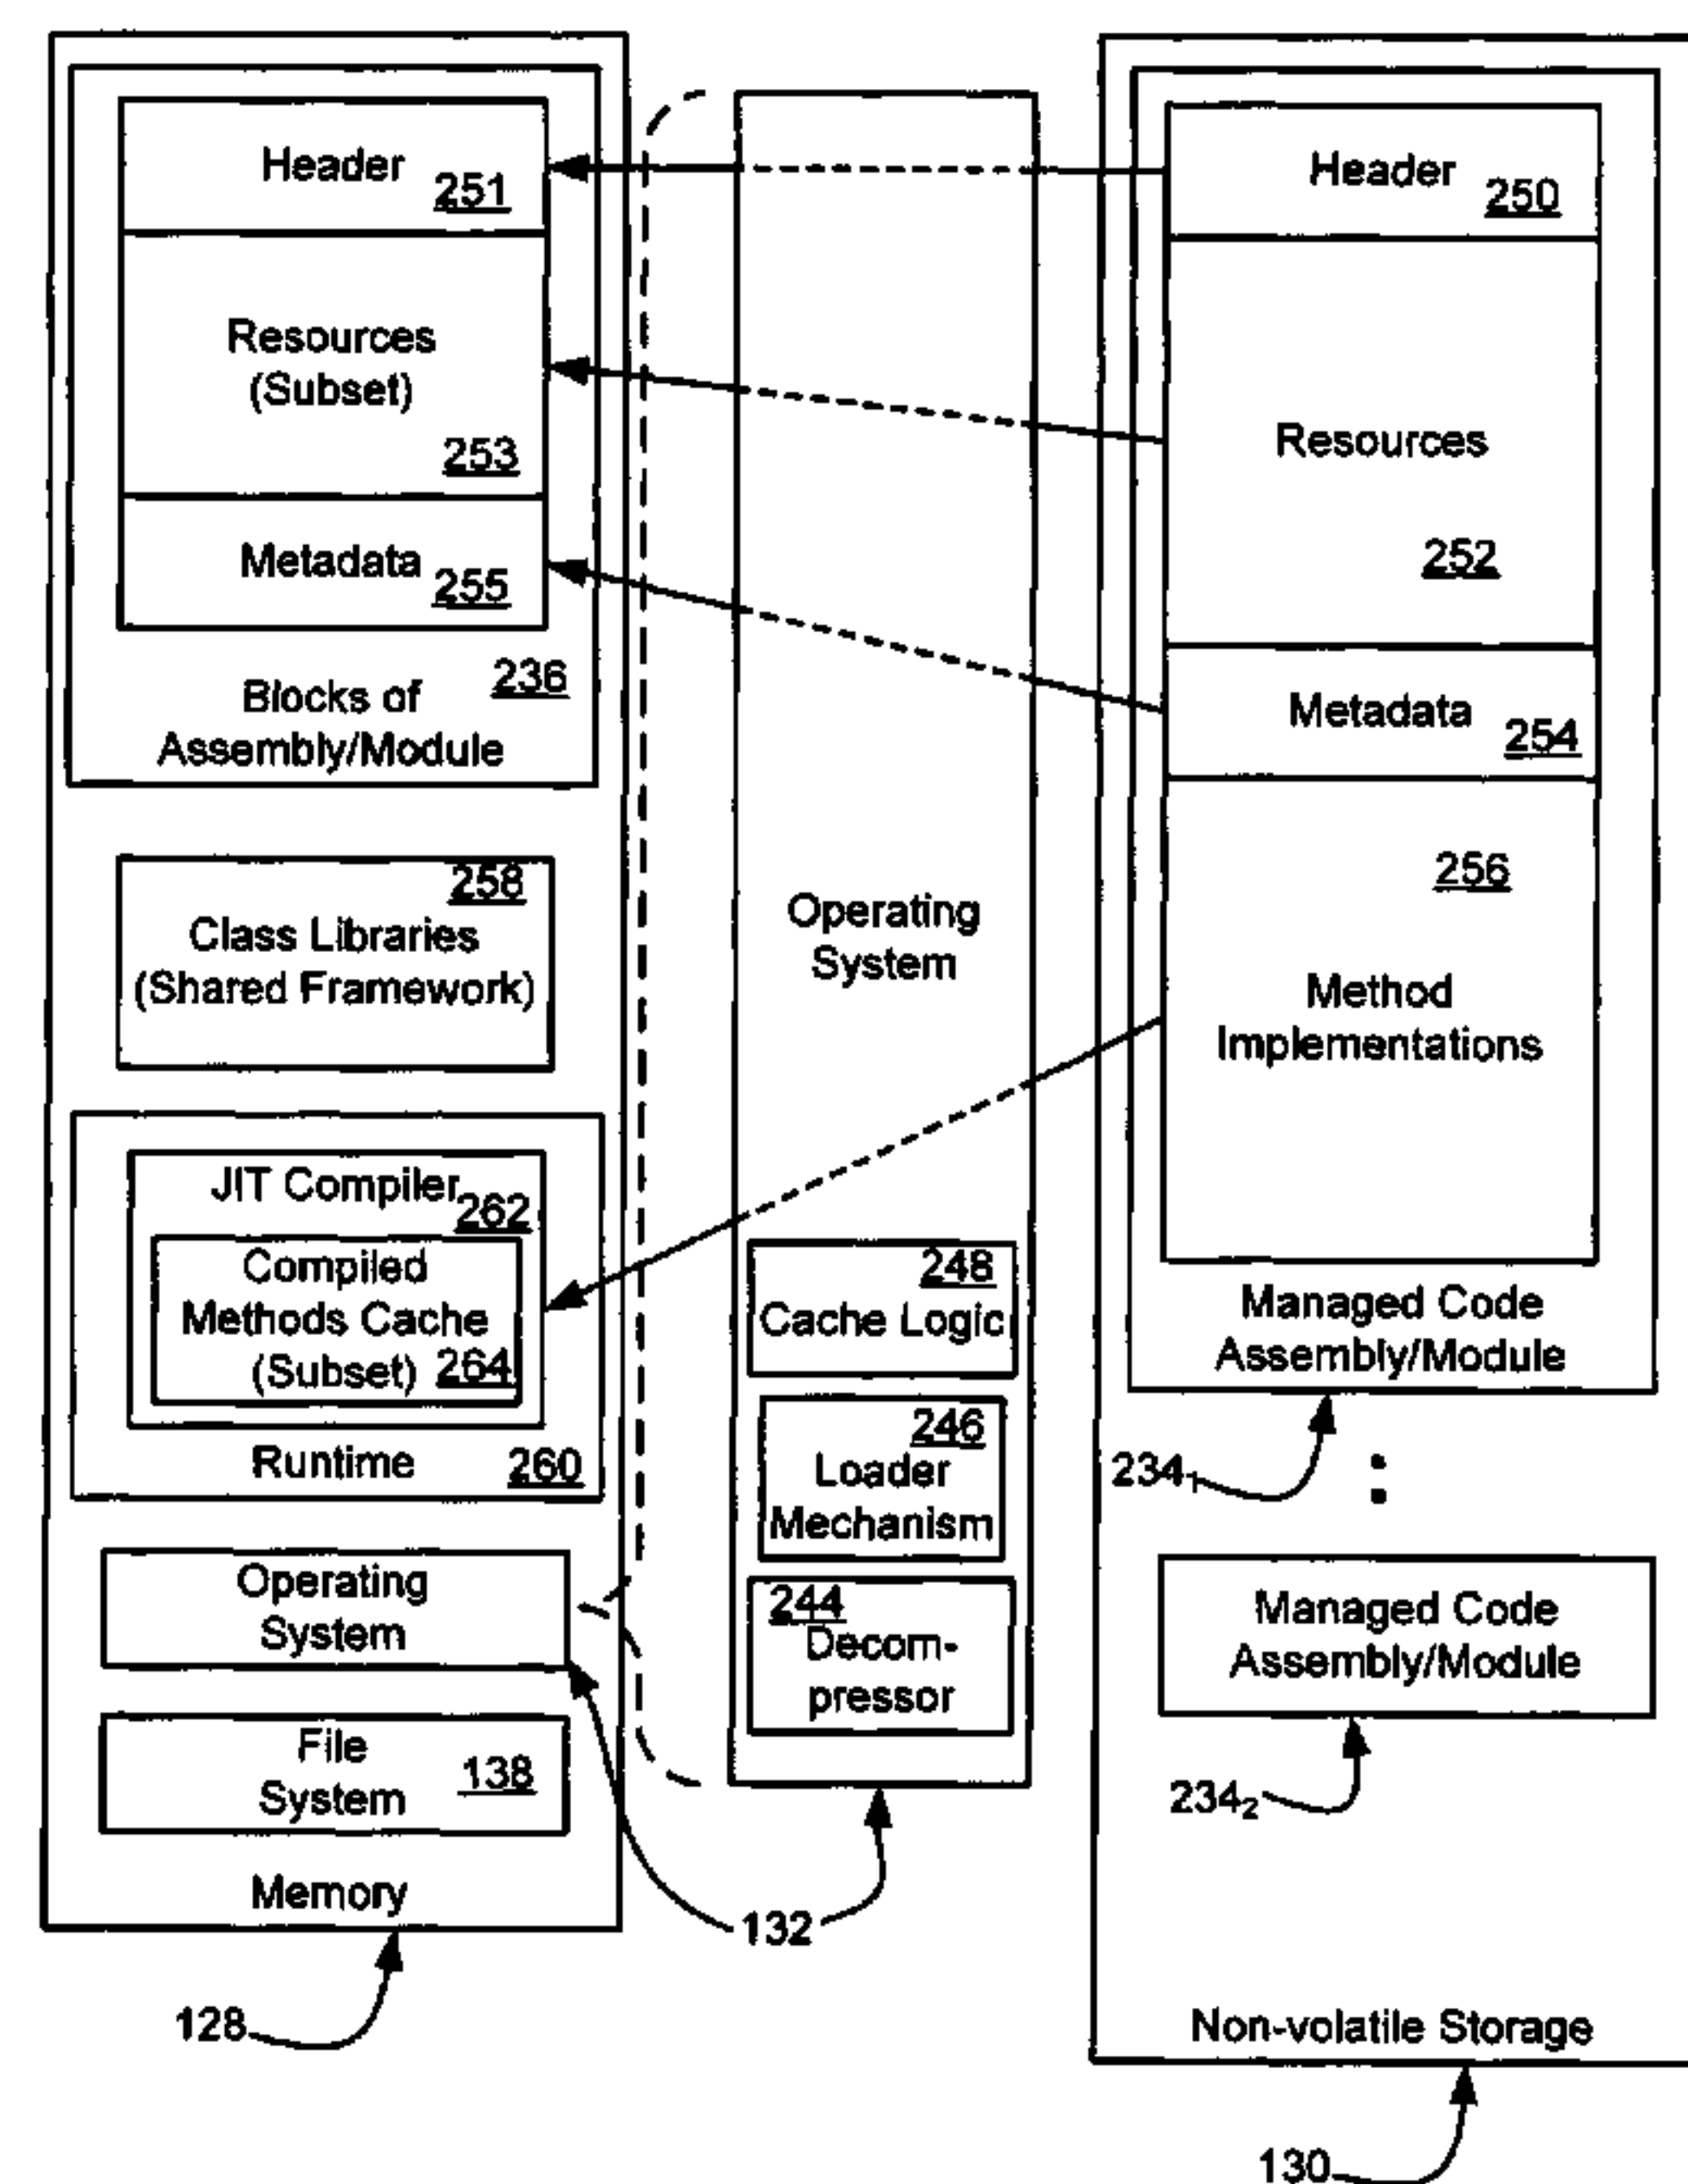 Header
251
Resources
(Subset)
253
Metadata
255
236
Blocks of
Assembly/Module
258
Class Libraries
(Shared Framework)
JIT Compiler
262
Compiled
Methods Cache
(Subset) 264
Runtime 260
Operating
System
File
System
138
Memory
128
Operating
System
248
Cache Logic
246
Loader
Mechanism
244
Decom-
pressor
132
Header
250
Resources
252
Metadata
254
256
Method
Implementations
Managed Code
Assembly/Module
234₁
Managed Code
Assembly/Module
234₂
Non-volatile Storage
130